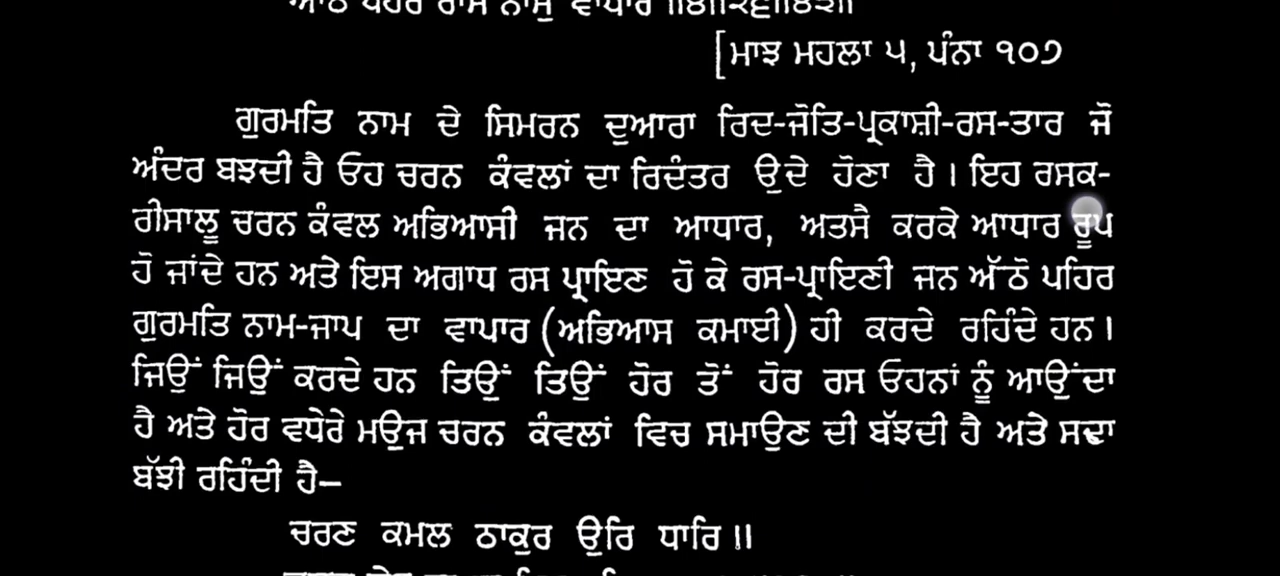 ਆਠ ਪਹਰ ਰਾਮ ਨਾਮੁ ਵਾਪਾਰ
[ਮਾਝ ਮਹਲਾ ੫, ਪੰਨਾ ੧੦੭
ਗੁਰਮਤਿ ਨਾਮ ਦੇ ਸਿਮਰਨ ਦੁਆਰਾ ਰਿਦ-ਜੋਤਿ-ਪ੍ਰਕਾਸ਼ੀ-ਰਸ-ਤਾਰ ਜੋ
ਅੰਦਰ ਬਝਦੀ ਹੈ ਓਹ ਚਰਨ ਕੰਵਲਾਂ ਦਾ ਰਿਦੰਤਰ ਉਦੇ ਹੋਣਾ ਹੈ। ਇਹ ਰਸਕ-
ਰੀਸਾਲੂ ਚਰਨ ਕੰਵਲ ਅਭਿਆਸੀ ਜਨ ਦਾ ਆਧਾਰ, ਅਤਸੈ ਕਰਕੇ ਆਧਾਰ ਰੂਪ
ਹੋ ਜਾਂਦੇ ਹਨ ਅਤੇ ਇਸ ਅਗਾਧ ਰਸ ਪ੍ਰਾਇਣ ਹੋ ਕੇ ਰਸ-ਪ੍ਰਾਇਣੀ ਜਨ ਅੱਠੋ ਪਹਿਰ
ਗੁਰਮਤਿ ਨਾਮ-ਜਾਪ ਦਾ ਵਾਪਾਰ (ਅਭਿਆਸ ਕਮਾਈ) ਹੀ ਕਰਦੇ ਰਹਿੰਦੇ ਹਨ।
ਜਿਉਂ ਜਿਉਂ ਕਰਦੇ ਹਨ ਤਿਉਂ ਤਿਉਂ ਹੋਰ ਤੋਂ ਹੋਰ ਰਸ ਓਹਨਾਂ ਨੂੰ ਆਉਂਦਾ
ਹੈ ਅਤੇ ਹੋਰ ਵਧੇਰੇ ਮਉਜ ਚਰਨ ਕੰਵਲਾਂ ਵਿਚ ਸਮਾਉਣ ਦੀ ਬੱਝਦੀ ਹੈ ਅਤੇ ਸਦਾ
ਬੱਝੀ ਰਹਿੰਦੀ ਹੈ–
ਚਰਣ ਕਮਲ ਠਾਕੁਰ ਉਰਿ ਧਾਰਿ॥